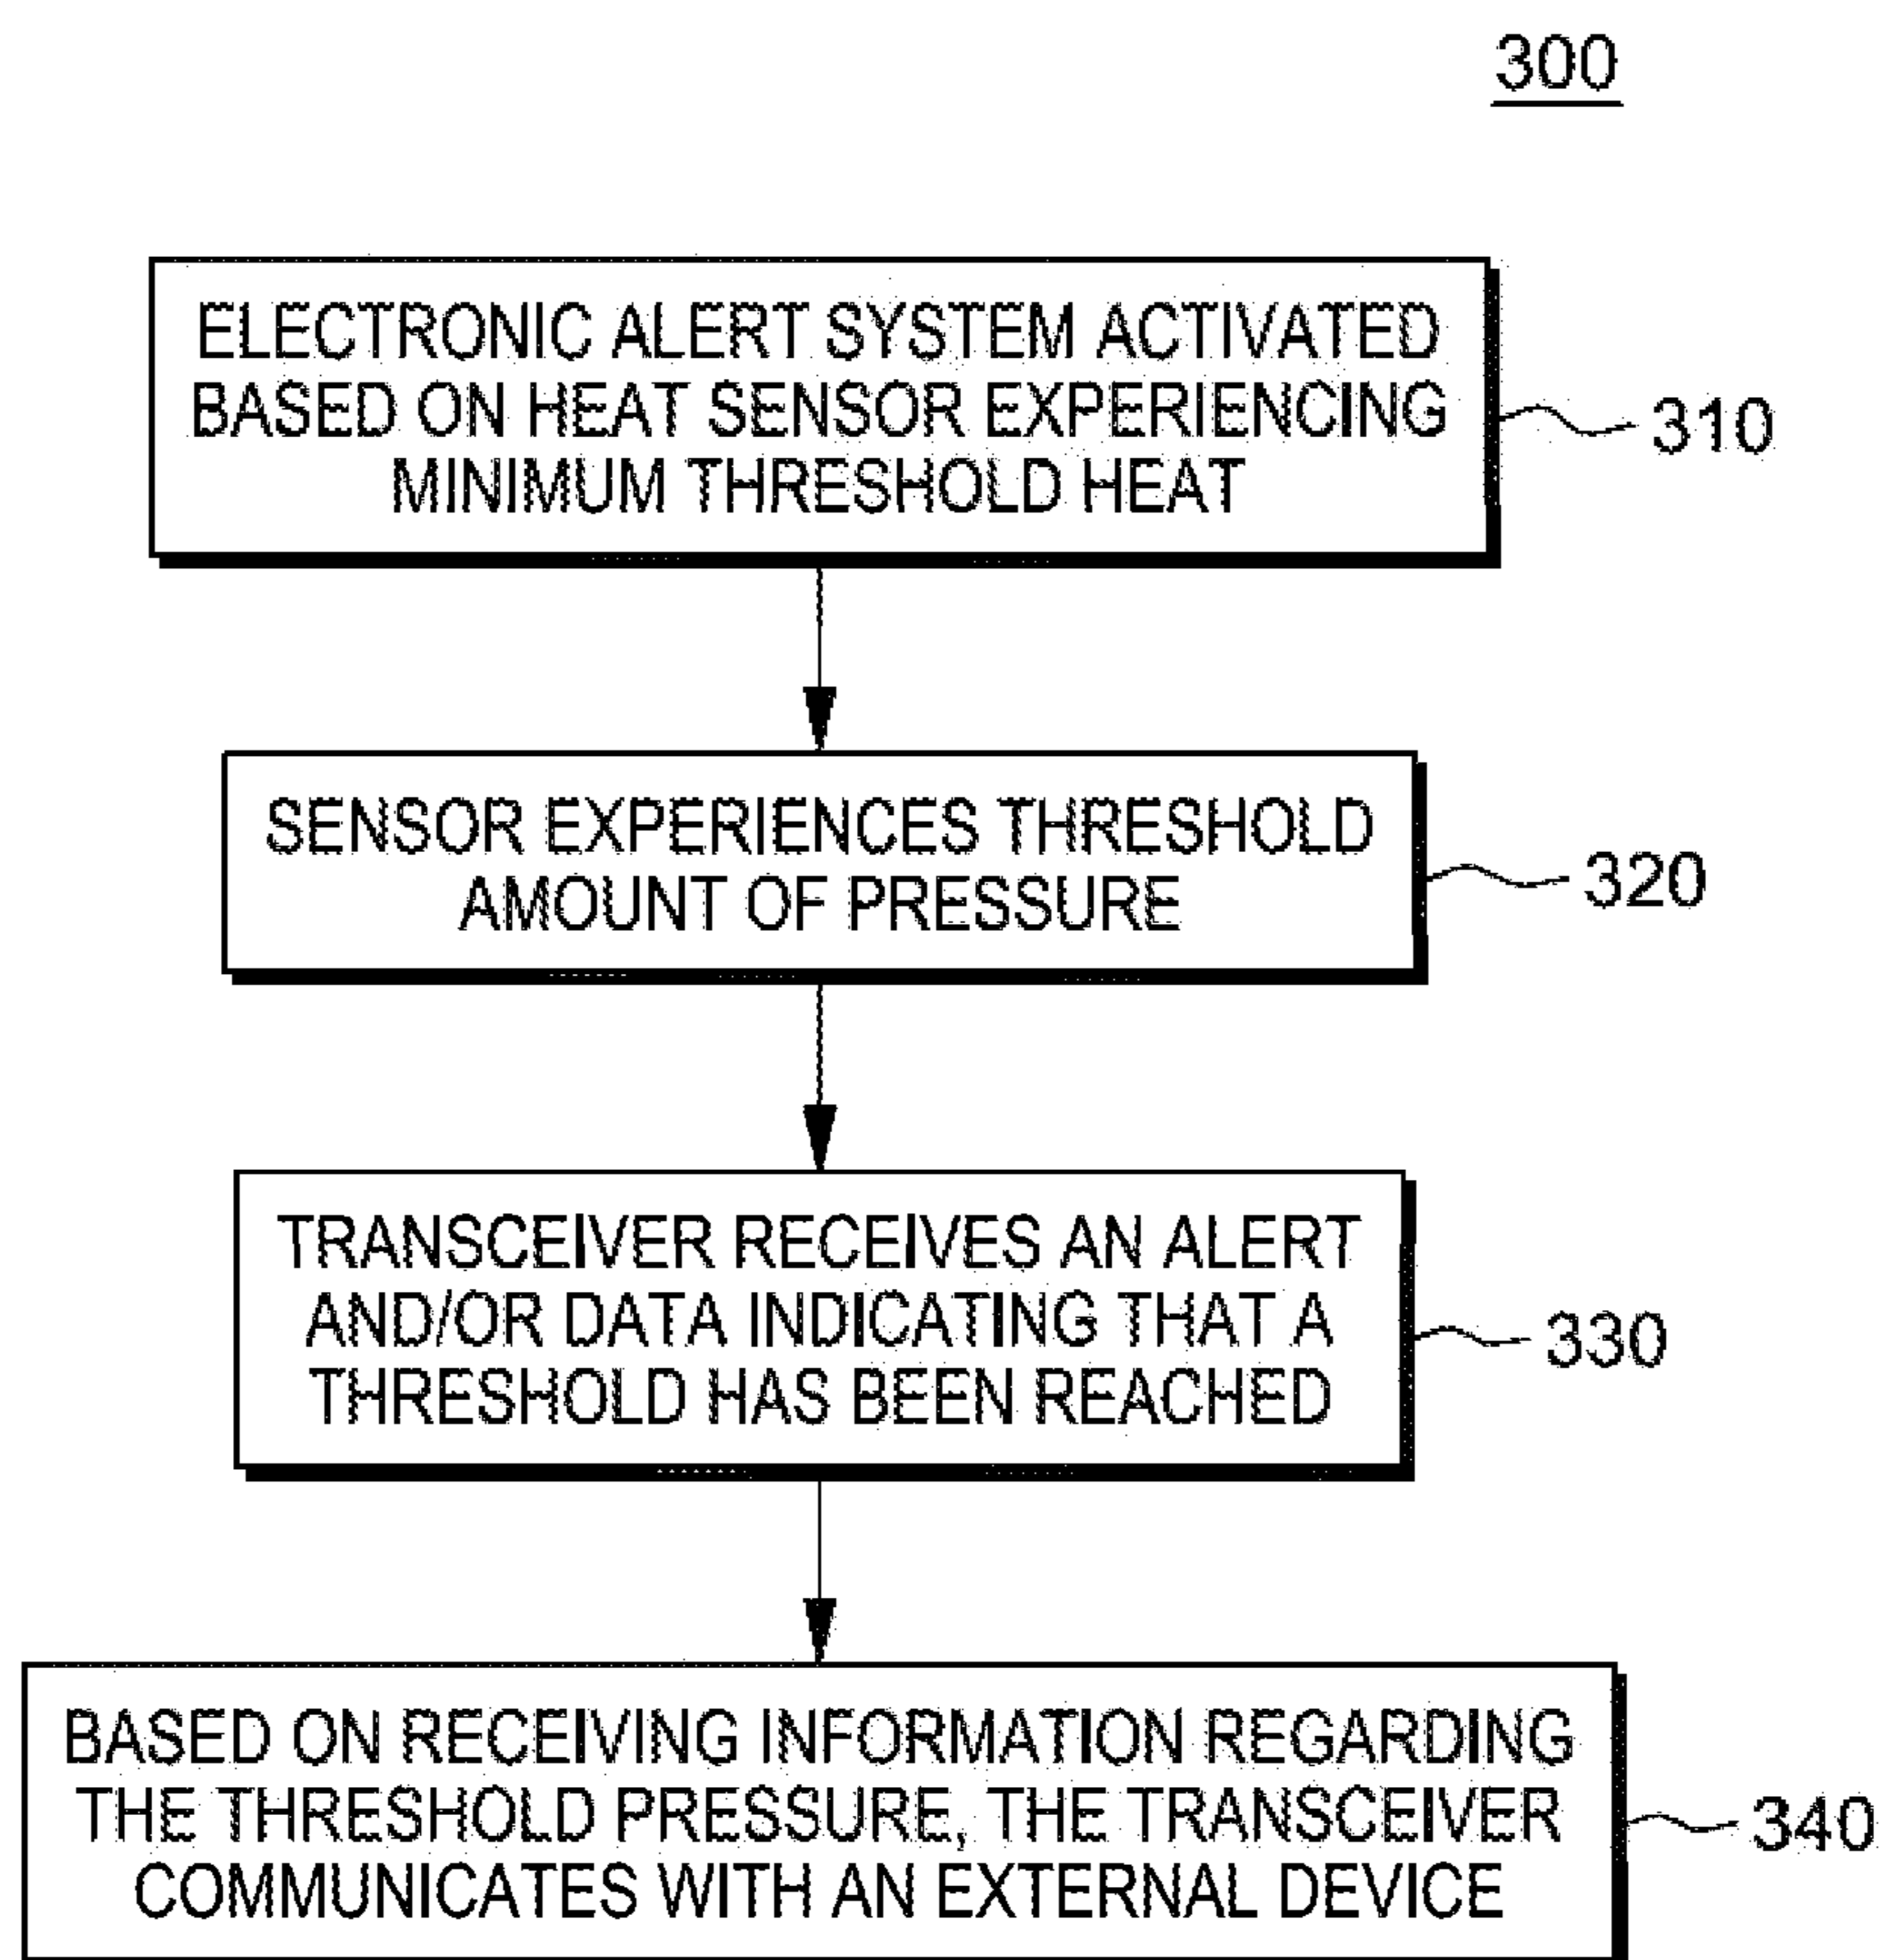 300
ELECTRONIC ALERT SYSTEM ACTIVATED
BASED ON HEAT SENSOR EXPERIENCING
MINIMUM THRESHOLD HEAT
310
SENSOR EXPERIENCES THRESHOLD
AMOUNT OF PRESSURE
320
TRANSCEIVER RECEIVES AN ALERT
AND/OR DATA INDICATING THAT A
THRESHOLD HAS BEEN REACHED
330
BASED ON RECEIVING INFORMATION REGARDING
THE THRESHOLD PRESSURE, THE TRANSCEIVER
COMMUNICATES WITH AN EXTERNAL DEVICE
340